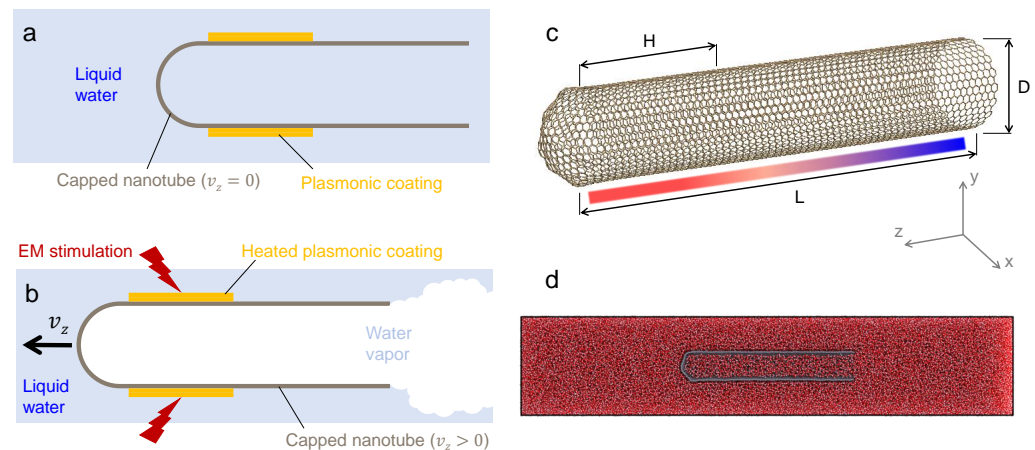 a
Liquid
water
Capped nanotube (v_z = 0)
Plasmonic coating
EM stimulation
Heated plasmonic coating
b
v_z
Water
vapor
Liquid
water
Capped nanotube (v_z > 0)
c
H
D
L
y
z
x
d